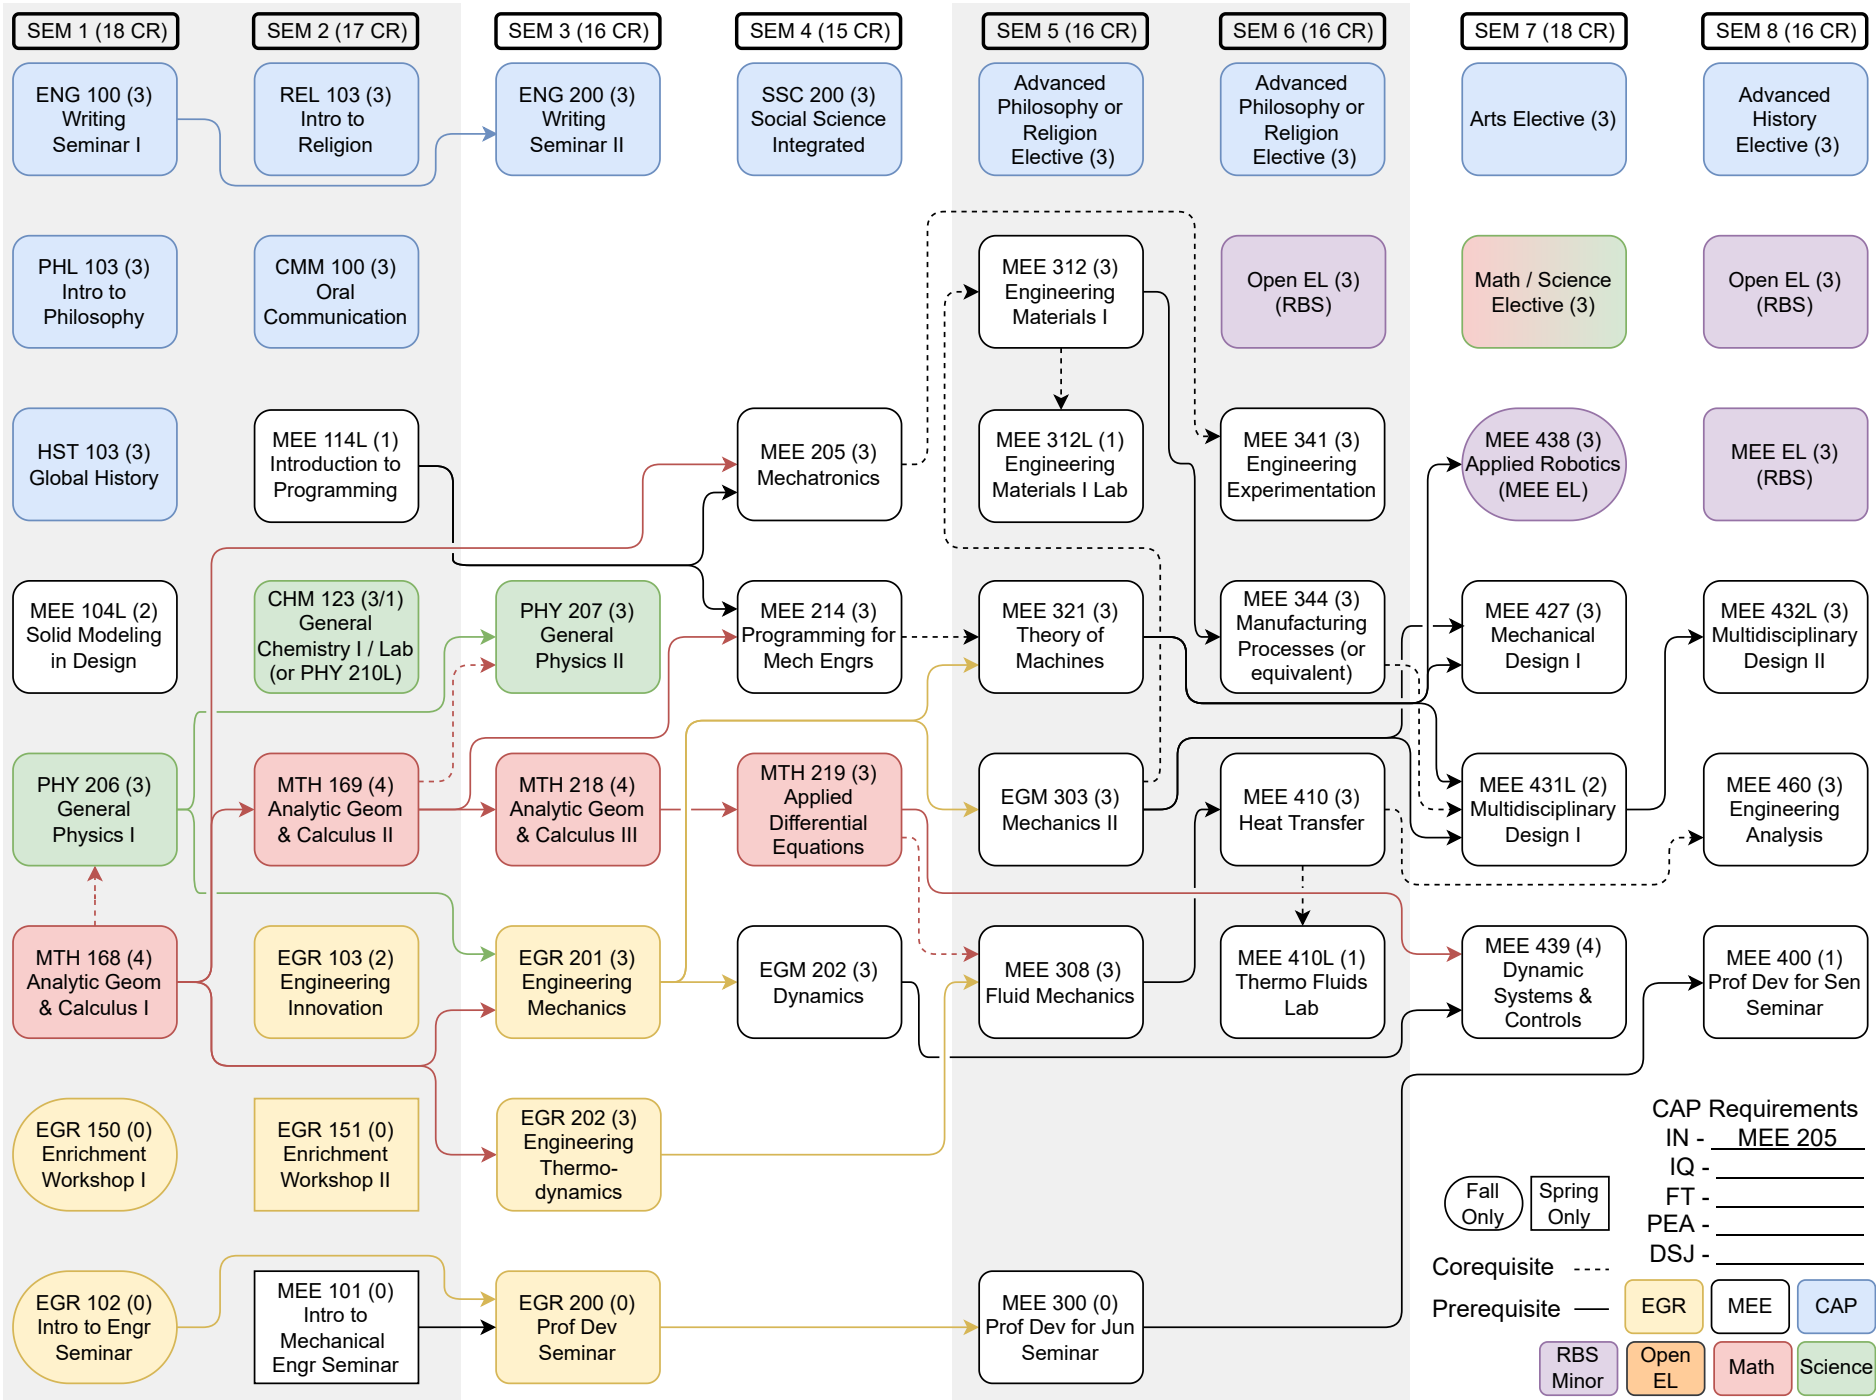 SEM 1 (18 CR)
SEM 2 (17 CR)
SEM 3 (16 CR)
SEM 4 (15 CR)
SEM 5 (16 CR)
SEM 6 (16 CR)
SEM 7 (18 CR)
SEM 8 (16 CR)
ENG 100 (3)
Writing
Seminar I
REL 103 (3)
Intro to
Religion
ENG 200 (3)
Writing
Seminar II
SSC 200 (3)
Social Science
Integrated
Advanced
Philosophy or
Religion
Elective (3)
Advanced
Philosophy or
Religion
Elective (3)
Arts Elective (3)
Advanced
History
Elective (3)
PHL 103 (3)
Intro to
Philosophy
CMM 100 (3)
Oral
Communication
MEE 312 (3)
Engineering
Materials I
Open EL (3)
(RBS)
Math / Science
Elective (3)
Open EL (3)
(RBS)
HST 103 (3)
Global History
MEE 114L (1)
Introduction to
Programming
MEE 205 (3)
Mechatronics
MEE 312L (1)
Engineering
Materials I Lab
MEE 341 (3)
Engineering
Experimentation
MEE 438 (3)
Applied Robotics
(MEE EL)
MEE EL (3)
(RBS)
MEE 104L (2)
Solid Modeling
in Design
CHM 123 (3/1)
General
Chemistry I / Lab
(or PHY 210L)
PHY 207 (3)
General
Physics II
MEE 214 (3)
Programming for
Mech Engrs
MEE 321 (3)
Theory of
Machines
MEE 344 (3)
Manufacturing
Processes (or
equivalent)
MEE 427 (3)
Mechanical
Design I
MEE 432L (3)
Multidisciplinary
Design II
PHY 206 (3)
General
Physics I
MTH 169 (4)
Analytic Geom
& Calculus II
MTH 218 (4)
Analytic Geom
& Calculus III
MTH 219 (3)
Applied
Differential
Equations
EGM 303 (3)
Mechanics II
MEE 410 (3)
Heat Transfer
MEE 431L (2)
Multidisciplinary
Design I
MEE 460 (3)
Engineering
Analysis
MTH 168 (4)
Analytic Geom
& Calculus I
EGR 103 (2)
Engineering
Innovation
EGR 201 (3)
Engineering
Mechanics
EGM 202 (3)
Dynamics
MEE 308 (3)
Fluid Mechanics
MEE 410L (1)
Thermo Fluids
Lab
MEE 439 (4)
Dynamic
Systems &
Controls
MEE 400 (1)
Prof Dev for Sen
Seminar
EGR 150 (0)
Enrichment
Workshop I
EGR 151 (0)
Enrichment
Workshop II
EGR 202 (3)
Engineering
Thermo-
dynamics
EGR 102 (0)
Intro to Engr
Seminar
MEE 101 (0)
Intro to
Mechanical
Engr Seminar
EGR 200 (0)
Prof Dev
Seminar
MEE 300 (0)
Prof Dev for Jun
Seminar
CAP Requirements
IN - MEE 205
IQ -
FT -
PEA -
DSJ -
Fall
Only
Spring
Only
Corequisite
Prerequisite
EGR
MEE
CAP
RBS
Minor
Open
EL
Math
Science